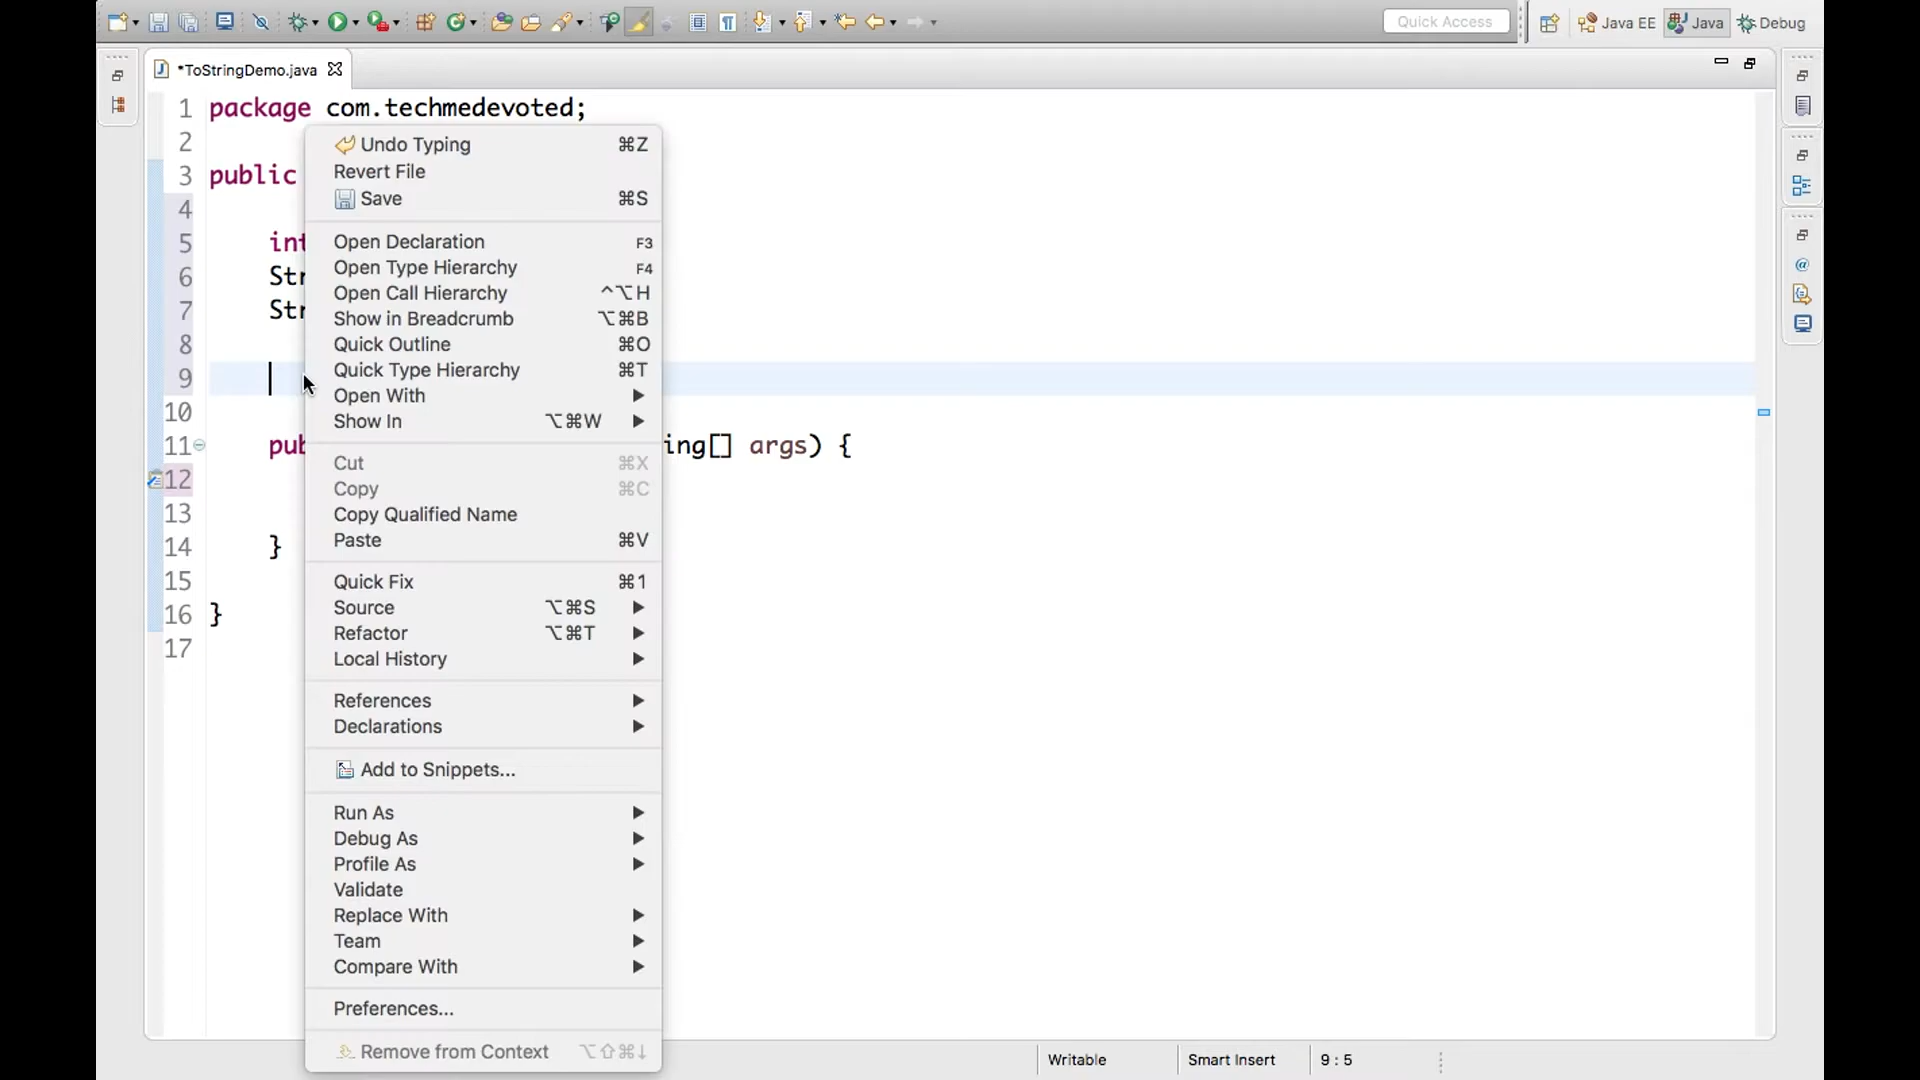 Quick Access
Java EE
Java
Debug
*ToStringDemo.java
1 package com.techmedevoted;
2
3 public
4
5 int
6 Str
7 Str
8
9
10
11 pub ing[] args) {
12
13
14 }
15
16 }
17
Undo Typing ⌘Z
Revert File
Save ⌘S
Open Declaration F3
Open Type Hierarchy F4
Open Call Hierarchy ^⌥H
Show in Breadcrumb ⌥⌘B
Quick Outline ⌘O
Quick Type Hierarchy ⌘T
Open With
Show In ⌥⌘W
Cut ⌘X
Copy ⌘C
Copy Qualified Name
Paste ⌘V
Quick Fix ⌘1
Source ⌥⌘S
Refactor ⌥⌘T
Local History
References
Declarations
Add to Snippets...
Run As
Debug As
Profile As
Validate
Replace With
Team
Compare With
Preferences...
Remove from Context ⌥⇧⌘↓
Writable
Smart Insert
9 : 5